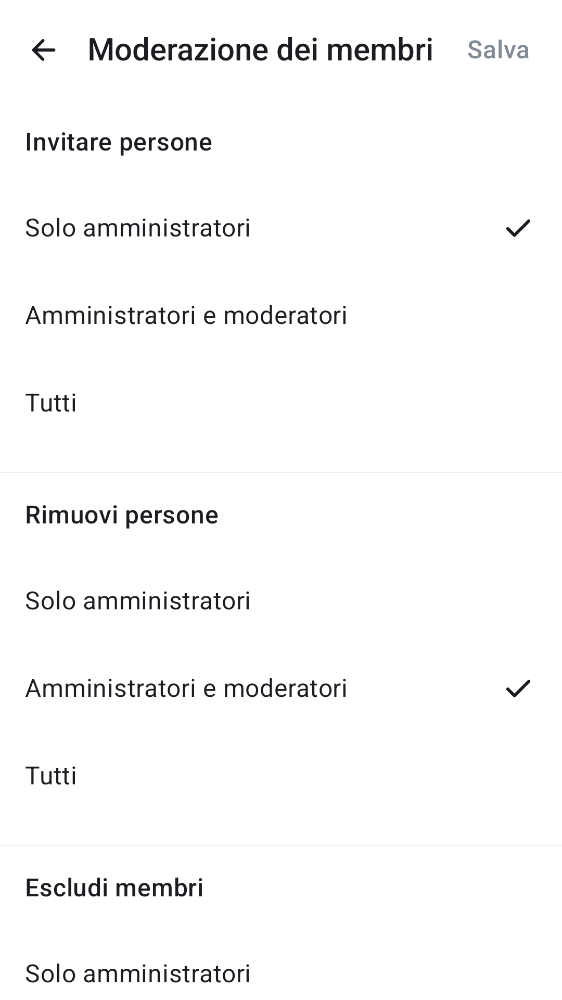 Moderazione dei membri Salva
Invitare persone
Solo amministratori
Amministratori e moderatori
Tutti
Rimuovi persone
Solo amministratori
Amministratori e moderatori
Tutti
Escludi membri
Solo amministratori